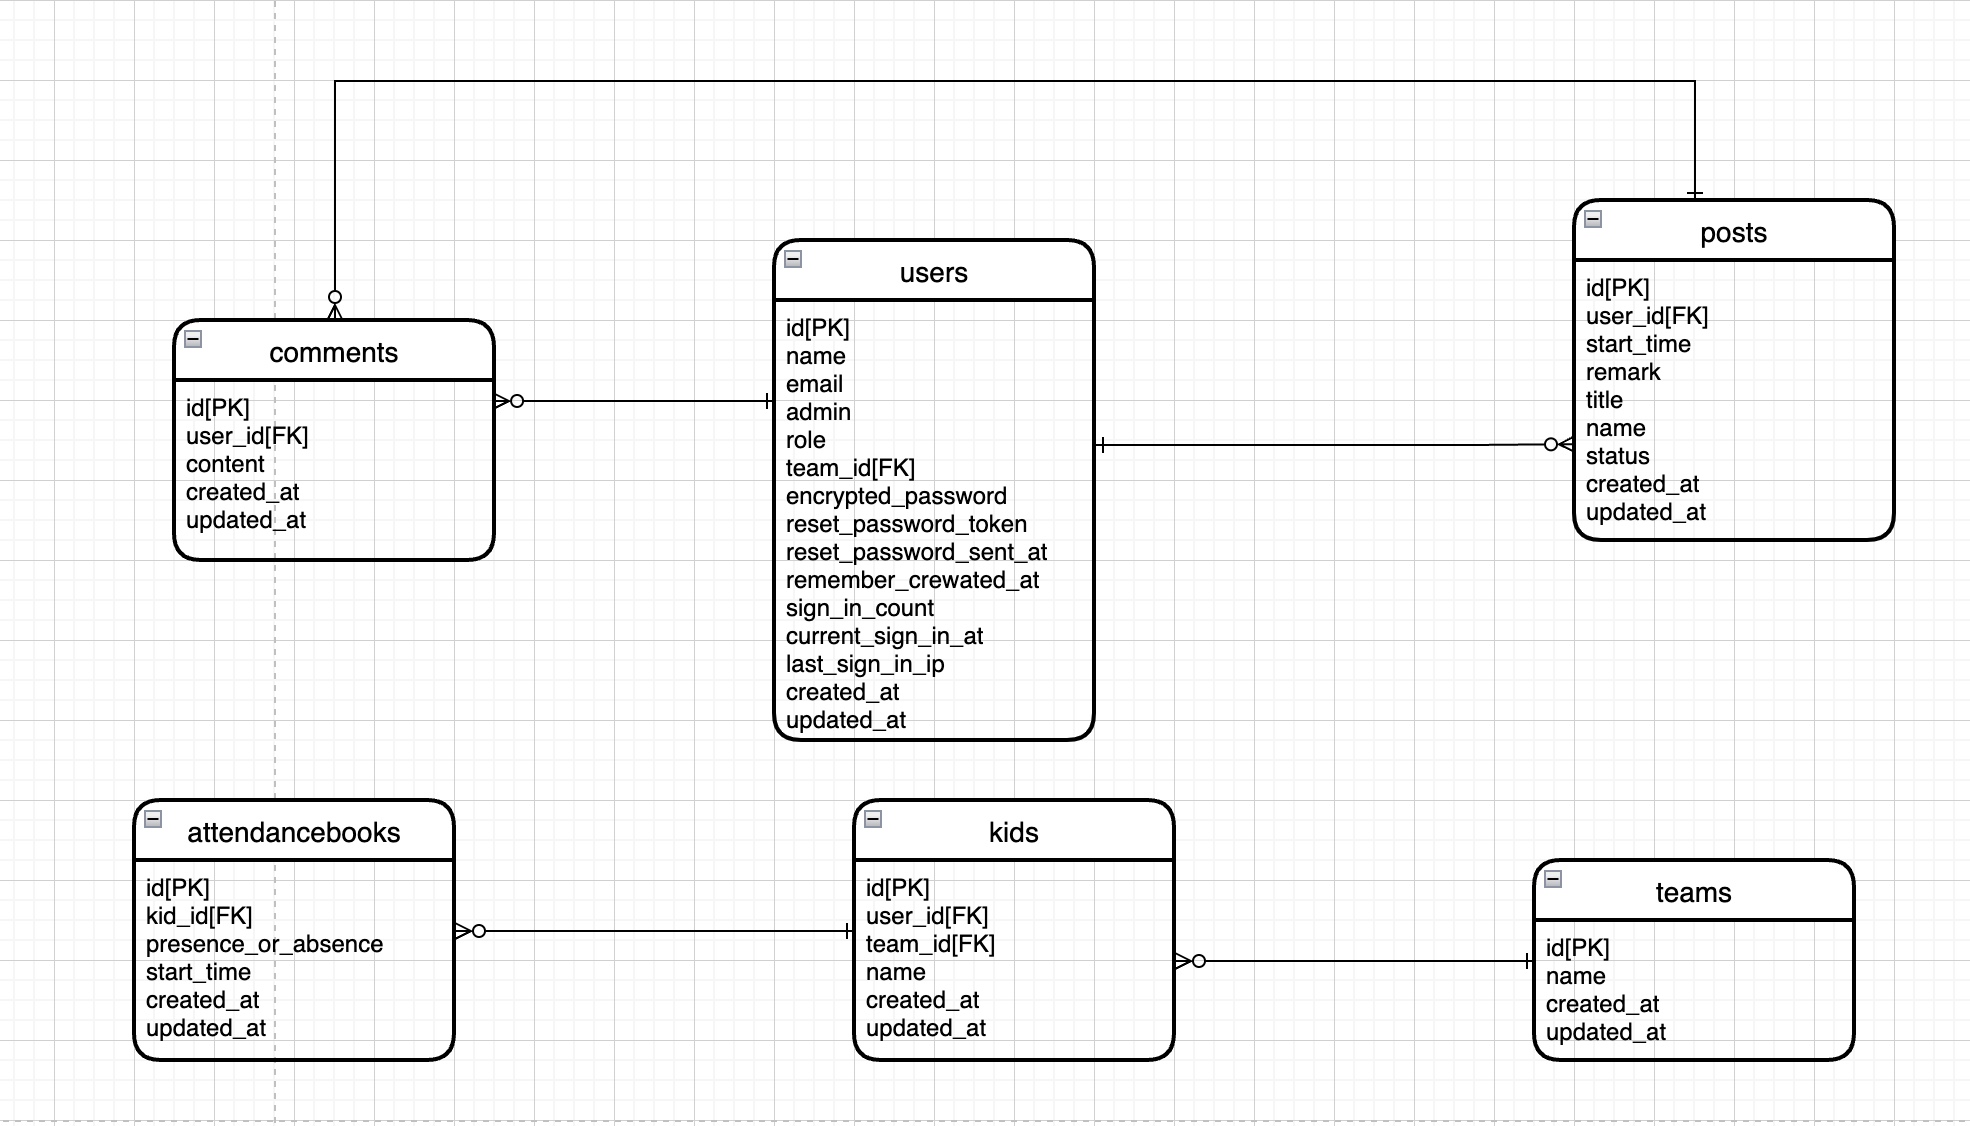 comments
id[PK]
user_id[FK]
content
created_at
updated_at
users
id[PK]
name
email
admin
role
team_id[FK]
encrypted_password
reset_password_token
reset_password_sent_at
remember_crewated_at
sign_in_count
current_sign_in_at
last_sign_in_ip
created_at
updated_at
posts
id[PK]
user_id[FK]
start_time
remark
title
name
status
created_at
updated_at
attendancebooks
id[PK]
kid_id[FK]
presence_or_absence
start_time
created_at
updated_at
kids
id[PK]
user_id[FK]
team_id[FK]
name
created_at
updated_at
teams
id[PK]
name
created_at
updated_at